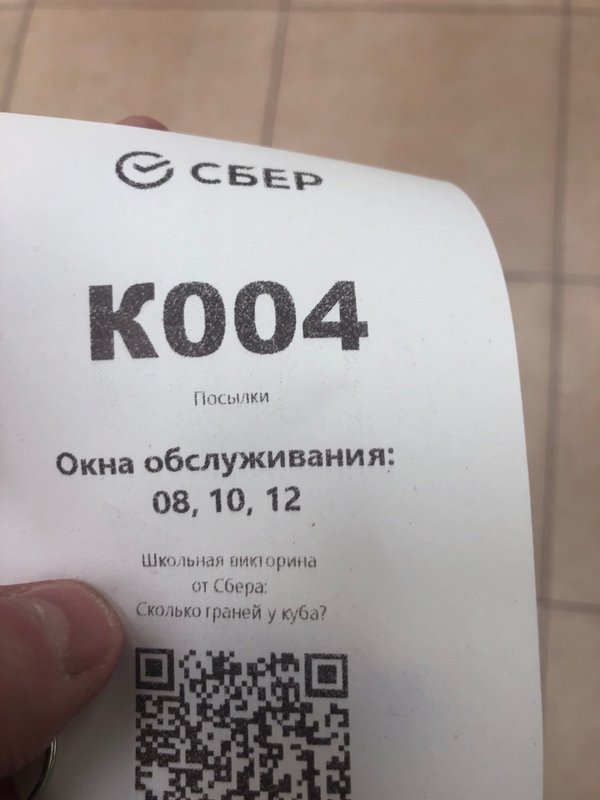 СБЕР
К004
Посылки
Окна обслуживания:
08, 10, 12
Школьная викторина
от Сбера:
Сколько граней у куба?